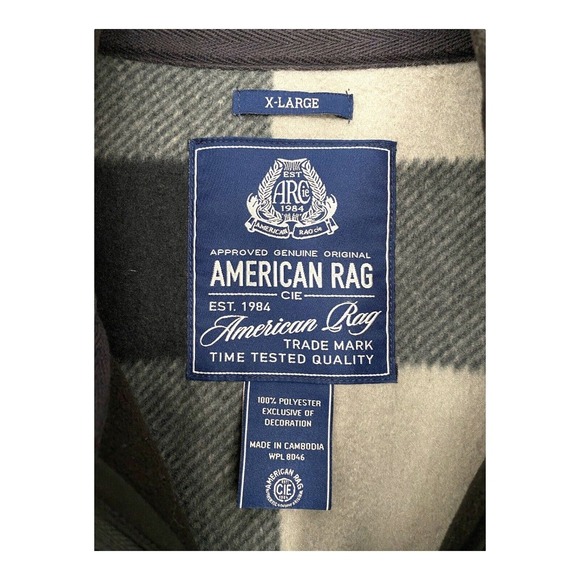 X-LARGE
EST
ARCie
1984
AMERICAN RAG cie
APPROVED GENUINE ORIGINAL
AMERICAN RAG
CIE
EST. 1984
American Rag
TRADE MARK
TIME TESTED QUALITY
100% POLYESTER
EXCLUSIVE OF
DECORATION
MADE IN CAMBODIA
WPL 8046
AMERICAN RAG
CIE